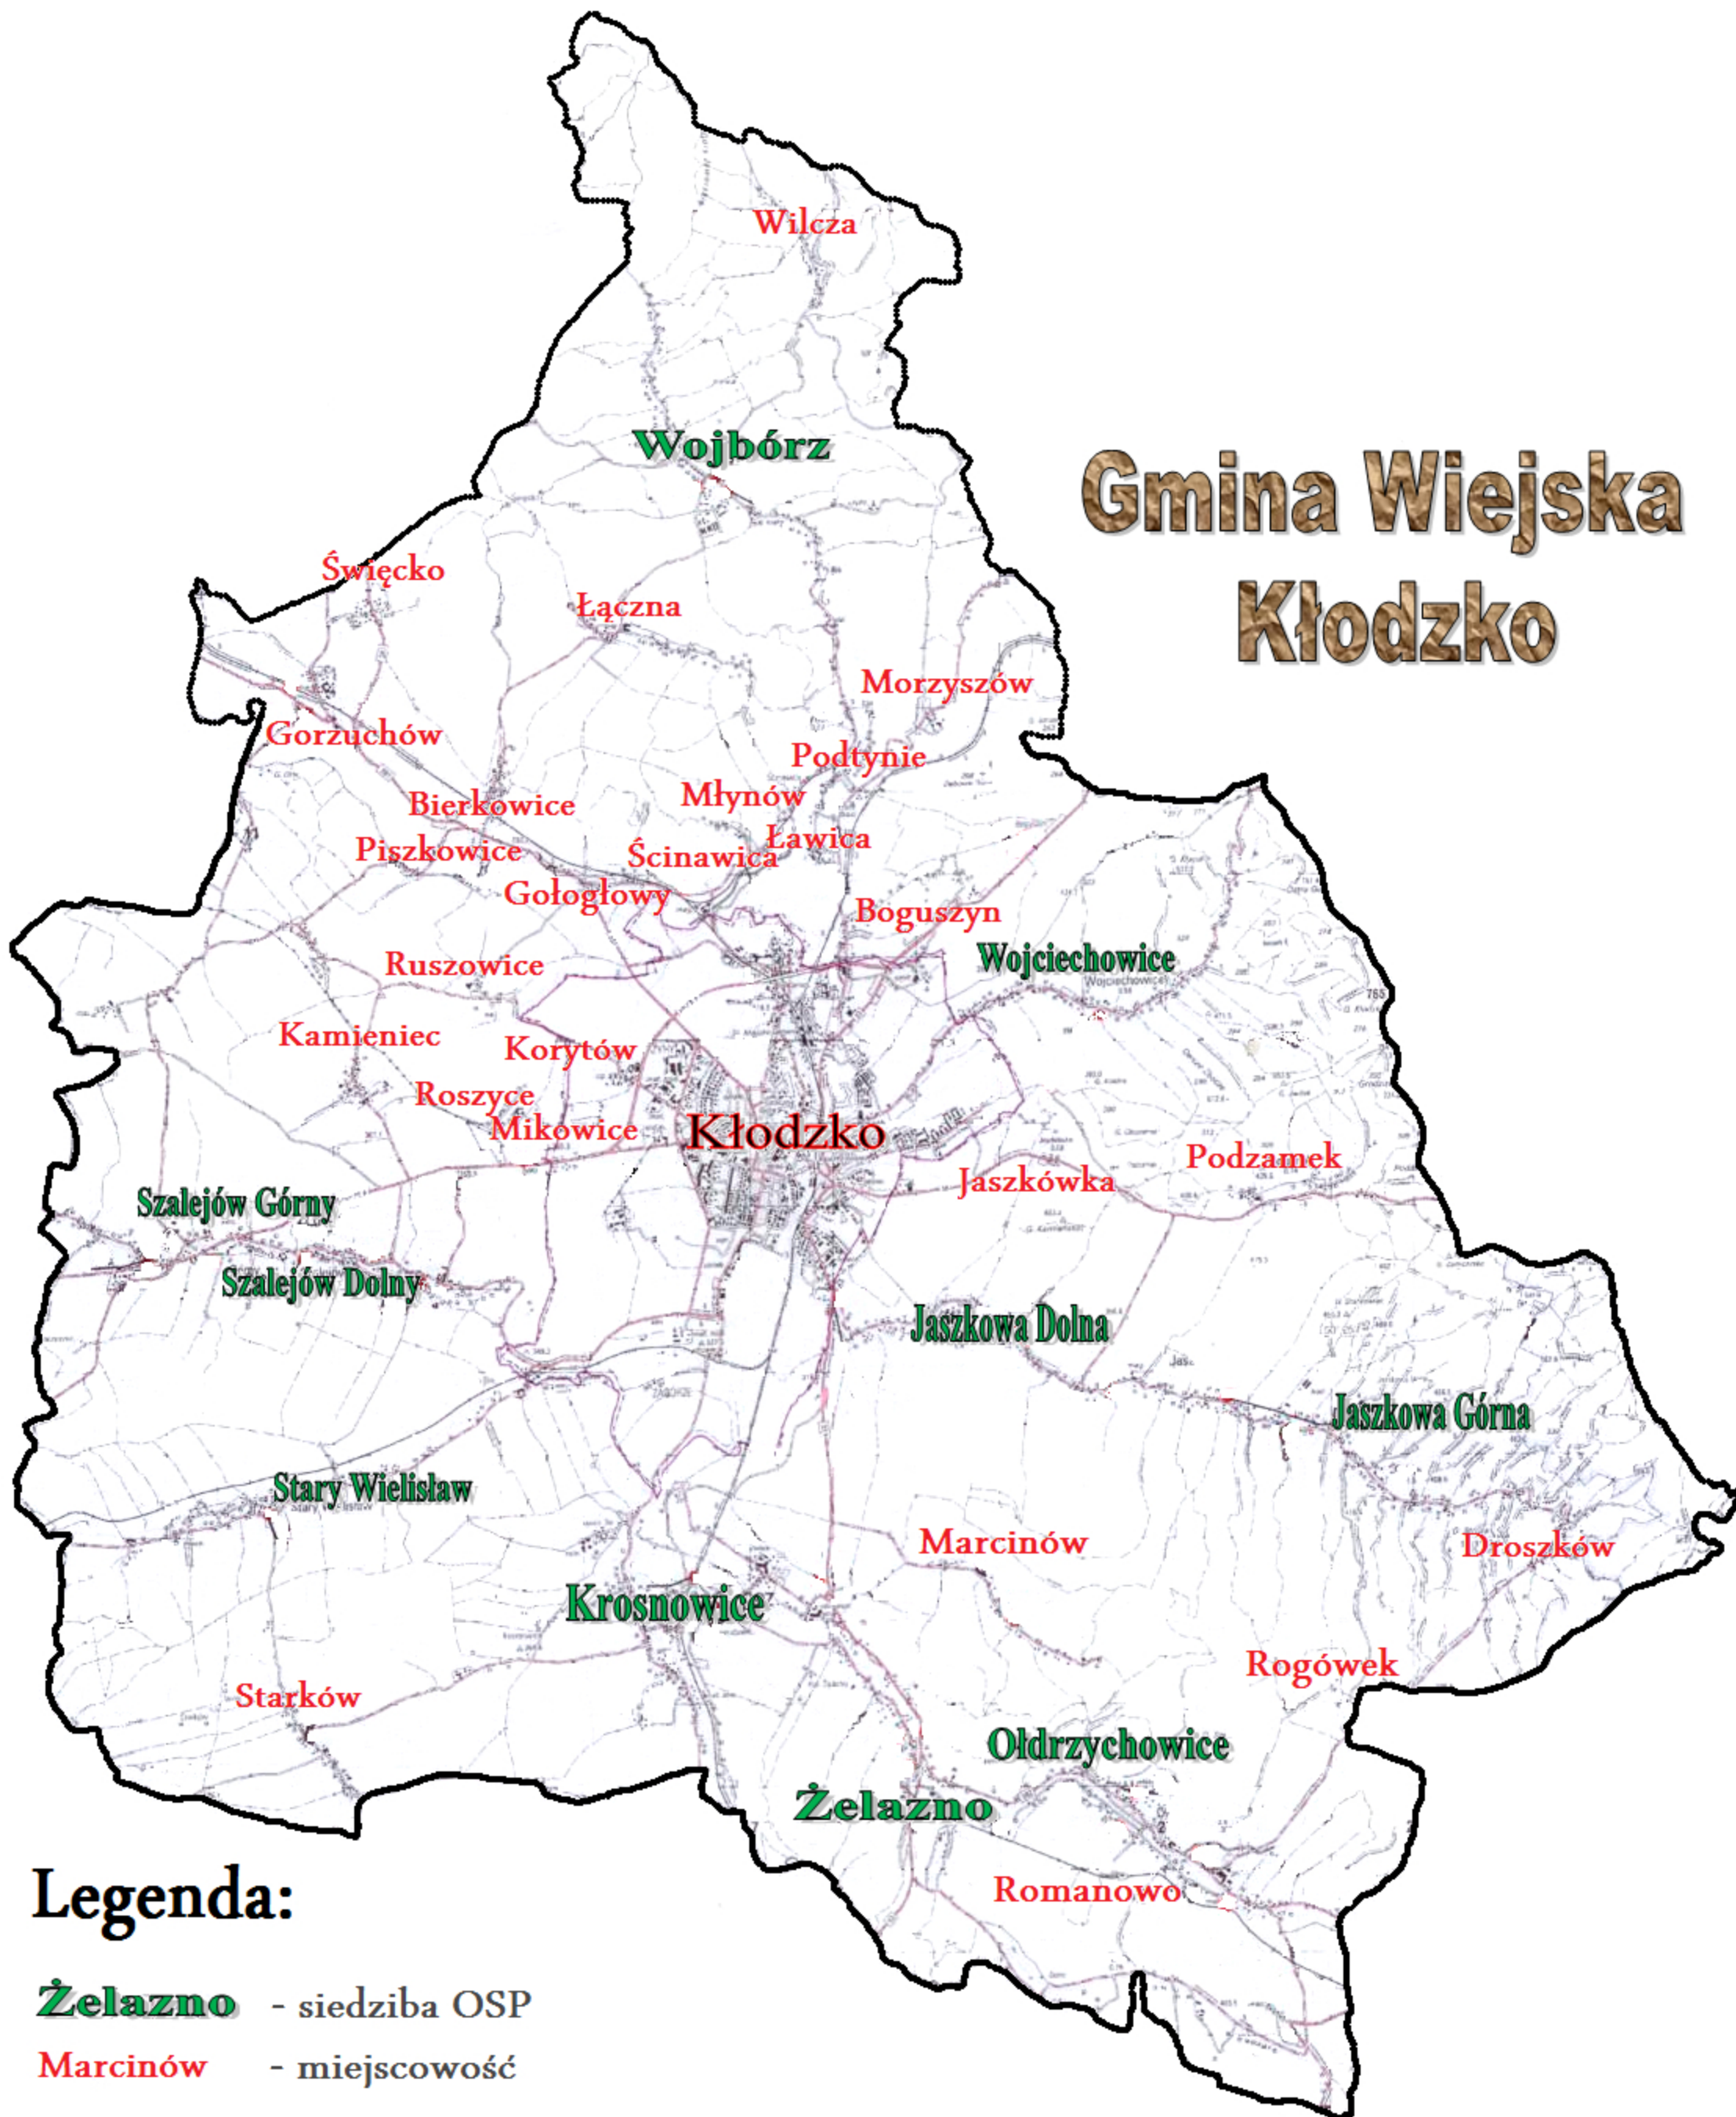 Wilcza
Wojbórz
Gmina Wiejska
Kłodzko
Święcko
Łączna
Morzyszów
Gorzuchów
Podtynie
Młynów
Bierkowice
Ławica
Piszkowice
Ścinawica
Gołogłowy
Boguszyn
Wojciechowice
Wojciechowice
Ruszowice
765
Kamieniec
Korytów
Roszyce
Mikowice
Kłodzko
Podzamek
Jaszkówka
Szalejów Górny
Szalejów Dolny
Jaszkowa Dolna
Jaszkowa Górna
Stary Wielisław
Marcinów
Droszków
Krosnowice
Rogówek
Starków
Ołdrzychowice
Żelazno
Romanowo
Legenda:
Żelazno - siedziba OSP
Marcinów - miejscowość